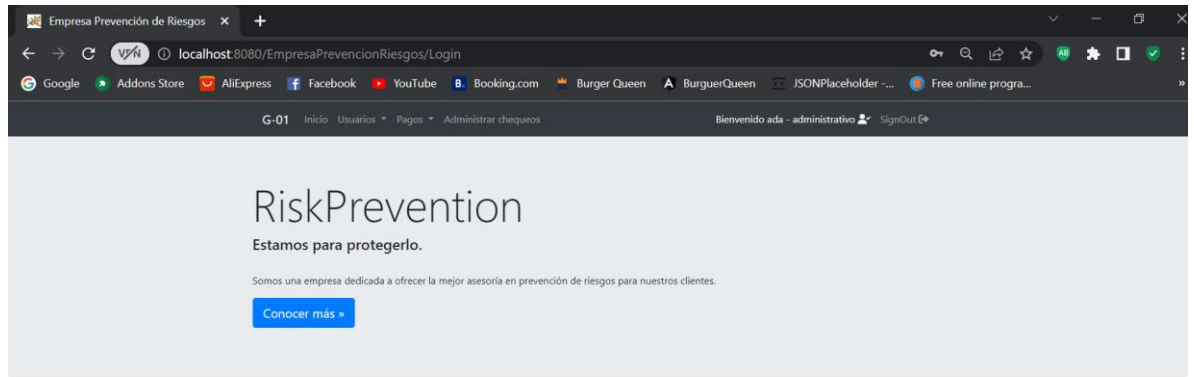 Empresa Prevención de Riesgos
VPN localhost:8080/EmpresaPrevencionRiesgos/Login AB
Google Addons Store AliExpress Facebook YouTube B. Booking.com Burger Queen A BurguerQueen JSONPlaceholder -... Free online progra... »
G-01 Inicio Usuarios Pagos Administrar chequeos Bienvenido ada - administrativo SignOut
RiskPrevention
Estamos para protegerlo.
Somos una empresa dedicada a ofrecer la mejor asesoría en prevención de riesgos para nuestros clientes.
Conocer más »